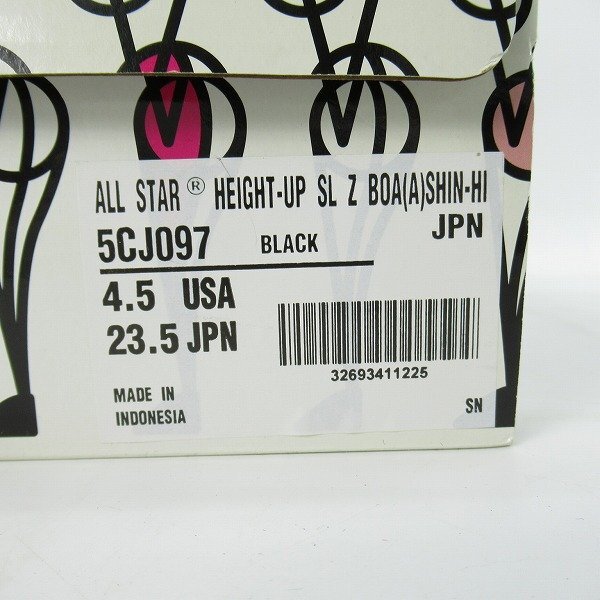 ALL STAR ® HEIGHT-UP SL Z BOA(A)SHIN-HI
JPN
5CJ097 BLACK
4.5 USA
23.5 JPN
32693411225
MADE IN
INDONESIA
SN